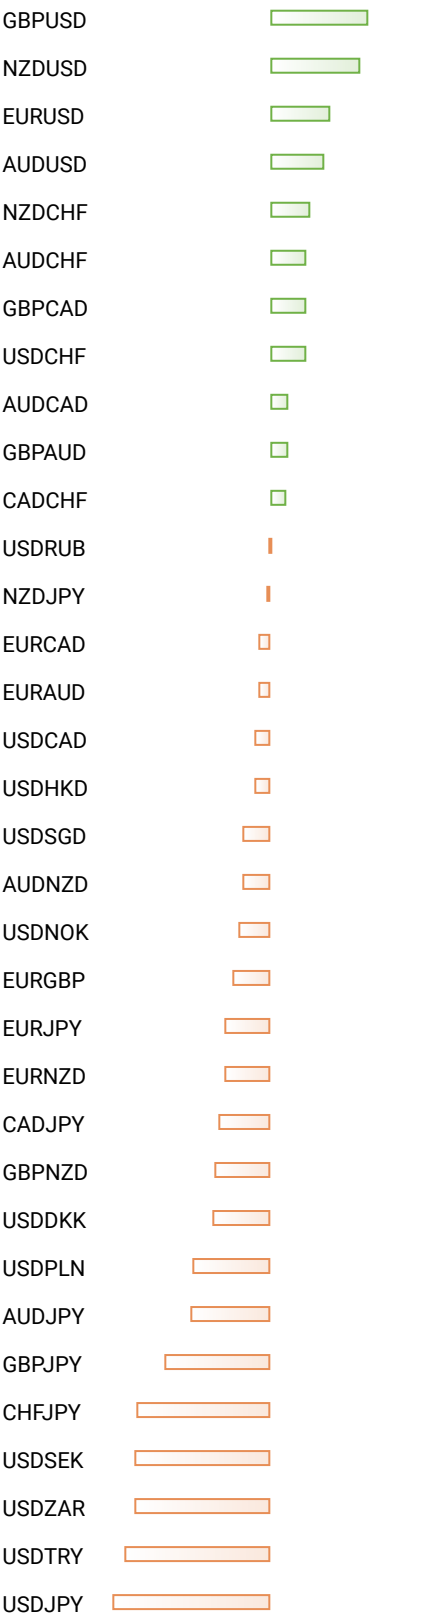 GBPUSD
NZDUSD
EURUSD
AUDUSD
NZDCHF
AUDCHF
GBPCAD
USDCHF
AUDCAD
GBPAUD
CADCHF
USDRUB
NZDJPY
EURCAD
EURAUD
USDCAD
USDHKD
USDSGD
AUDNZD
USDNOK
EURGBP
EURJPY
EURNZD
CADJPY
GBPNZD
USDDKK
USDPLN
AUDJPY
GBPJPY
CHFJPY
USDSEK
USDZAR
USDTRY
USDJPY